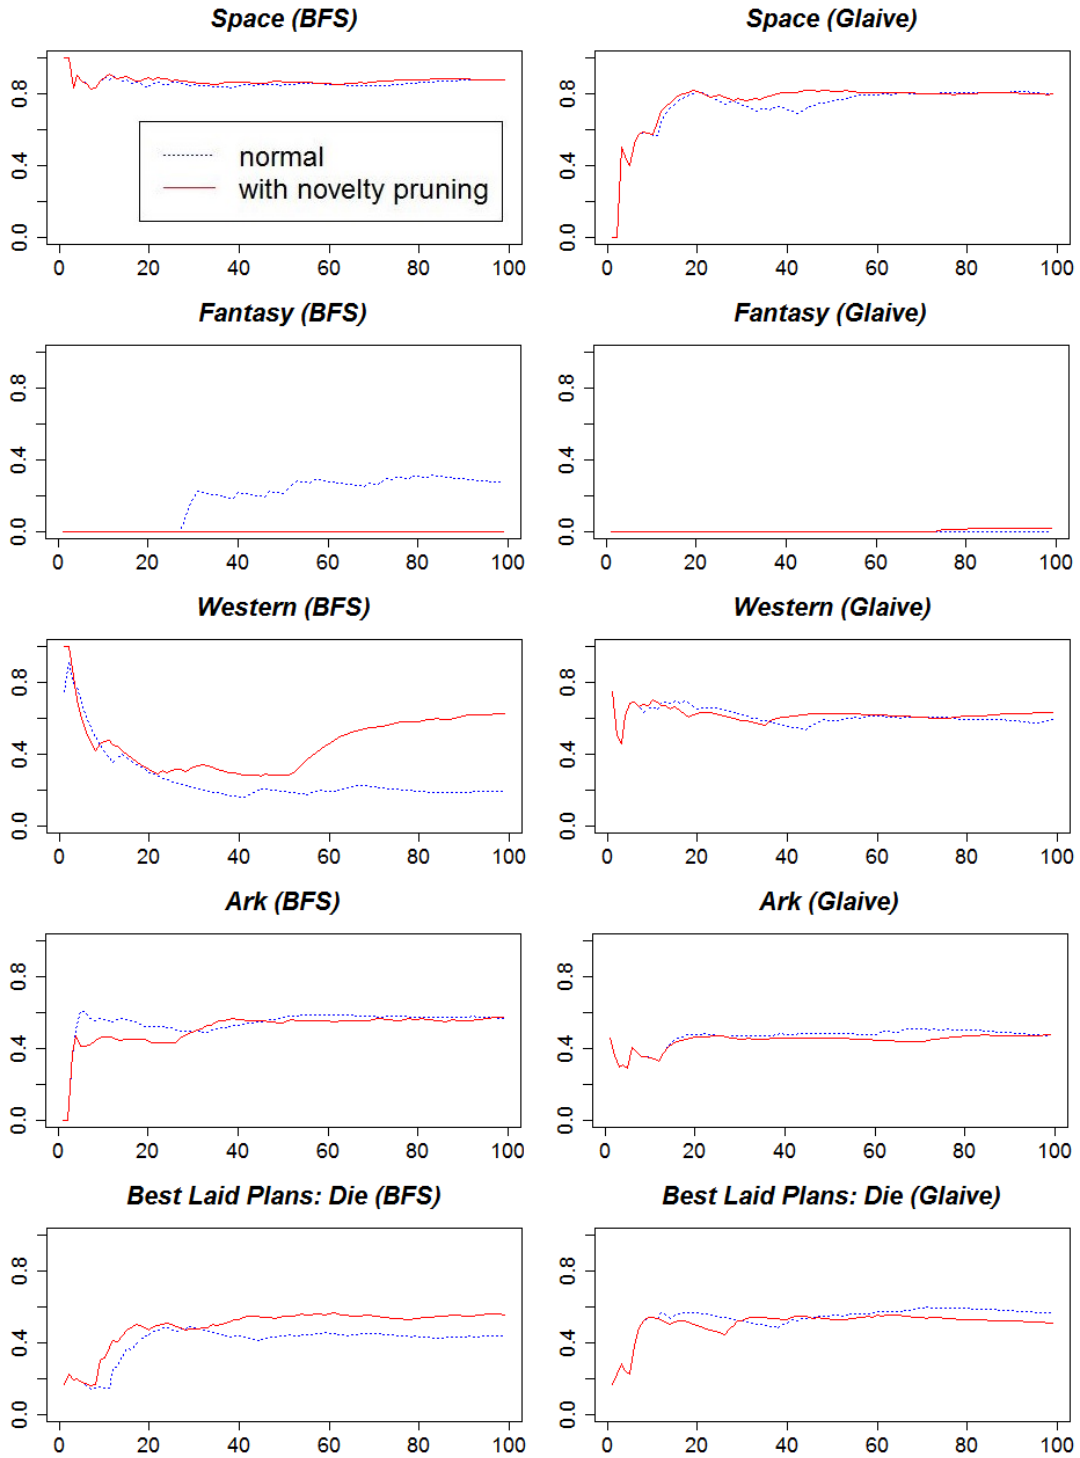 Space (BFS)
Space (Glaive)
0.0 0.4 0.8
normal
with novelty pruning
0 20 40 60 80 100
0.0 0.4 0.8
0 20 40 60 80 100
Fantasy (BFS)
Fantasy (Glaive)
0.0 0.4 0.8
0 20 40 60 80 100
0.0 0.4 0.8
0 20 40 60 80 100
Western (BFS)
Western (Glaive)
0.0 0.4 0.8
0 20 40 60 80 100
0.0 0.4 0.8
0 20 40 60 80 100
Ark (BFS)
Ark (Glaive)
0.0 0.4 0.8
0 20 40 60 80 100
0.0 0.4 0.8
0 20 40 60 80 100
Best Laid Plans: Die (BFS)
Best Laid Plans: Die (Glaive)
0.0 0.4 0.8
0 20 40 60 80 100
0.0 0.4 0.8
0 20 40 60 80 100